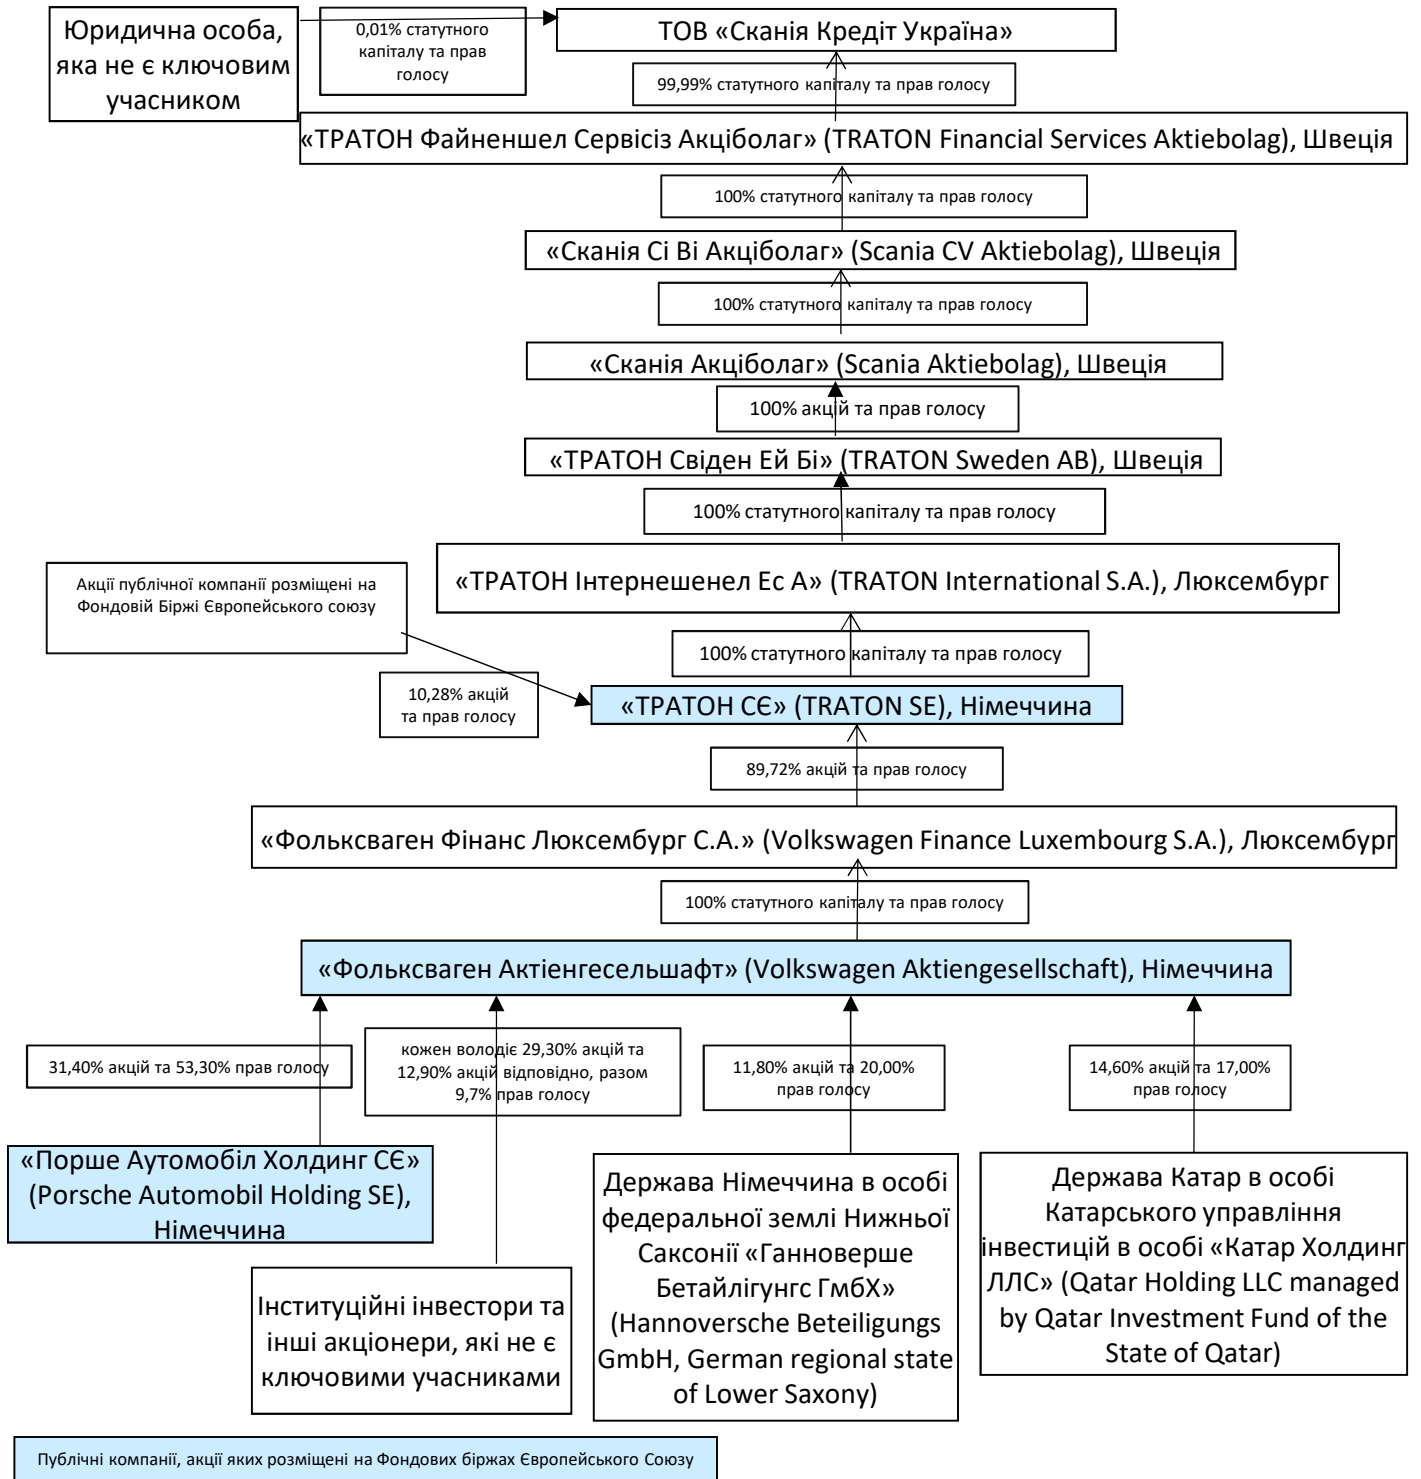 Юридична особа,
яка не є ключовим
учасником
0,01% статутного
капіталу та прав
голосу
ТОВ «Сканія Кредіт Україна»
99,99% статутного капіталу та прав голосу
«ТРАТОН Файненшел Сервісіз Акціболаг» (TRATON Financial Services Aktiebolag), Швеція
100% статутного капіталу та прав голосу
«Сканія Сі Ві Акціболаг» (Scania CV Aktiebolag), Швеція
100% статутного капіталу та прав голосу
«Сканія Акціболаг» (Scania Aktiebolag), Швеція
100% акцій та прав голосу
«ТРАТОН Свіден Ей Бі» (TRATON Sweden AB), Швеція
100% статутного капіталу та прав голосу
«ТРАТОН Інтернешенел Ес А» (TRATON International S.A.), Люксембург
Акції публічної компанії розміщені на
Фондовій Біржі Європейського союзу
100% статутного капіталу та прав голосу
10,28% акцій
та прав голосу
«ТРАТОН СЄ» (TRATON SE), Німеччина
89,72% акцій та прав голосу
«Фольксваген Фінанс Люксембург С.А.» (Volkswagen Finance Luxembourg S.A.), Люксембург
100% статутного капіталу та прав голосу
«Фольксваген Актіенгесельшафт» (Volkswagen Aktiengesellschaft), Німеччина
31,40% акцій та 53,30% прав голосу
кожен володіє 29,30% акцій та
12,90% акцій відповідно, разом
9,7% прав голосу
11,80% акцій та 20,00%
прав голосу
14,60% акцій та 17,00%
прав голосу
«Порше Аутомобіл Холдинг СЄ»
(Porsche Automobil Holding SE),
Німеччина
Інституційні інвестори та
інші акціонери, які не є
ключовими учасниками
Держава Німеччина в особі
федеральної землі Нижньої
Саксонії «Ганноверше
Бетайлігунгс ГмбХ»
(Hannoversche Beteiligungs
GmbH, German regional state
of Lower Saxony)
Держава Катар в особі
Катарського управління
інвестицій в особі «Катар Холдинг
ЛЛС» (Qatar Holding LLC managed
by Qatar Investment Fund of the
State of Qatar)
Публічні компанії, акції яких розміщені на Фондових біржах Європейського Союзу